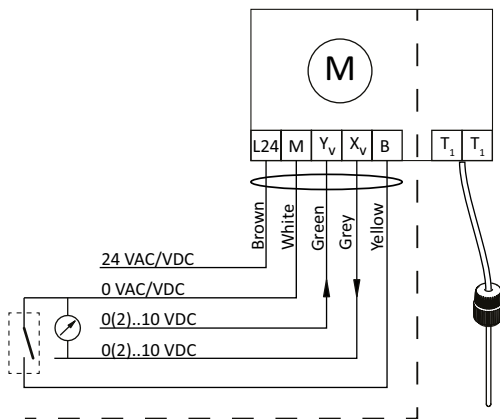 M
L24 M Yv Xv B T1 T1
Brown
White
Green
Grey
Yellow
24 VAC/VDC
0 VAC/VDC
0(2)..10 VDC
0(2)..10 VDC